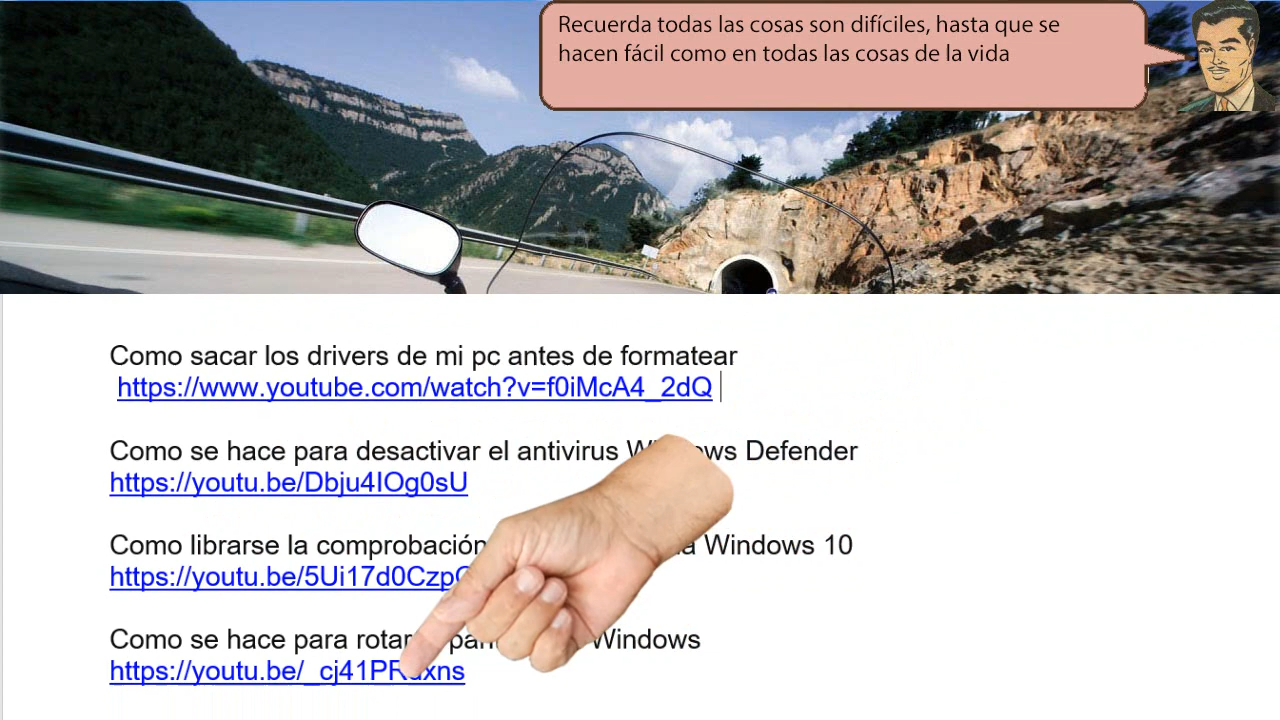 Recuerda todas las cosas son difíciles, hasta que se
hacen fácil como en todas las cosas de la vida
Como sacar los drivers de mi pc antes de formatear
https://www.youtube.com/watch?v=f0iMcA4_2dQ
Como se hace para desactivar el antivirus Windows Defender
https://youtu.be/Dbju4IOg0sU
Como librarse la comprobación Windows 10
Como se hace para rotar Windows